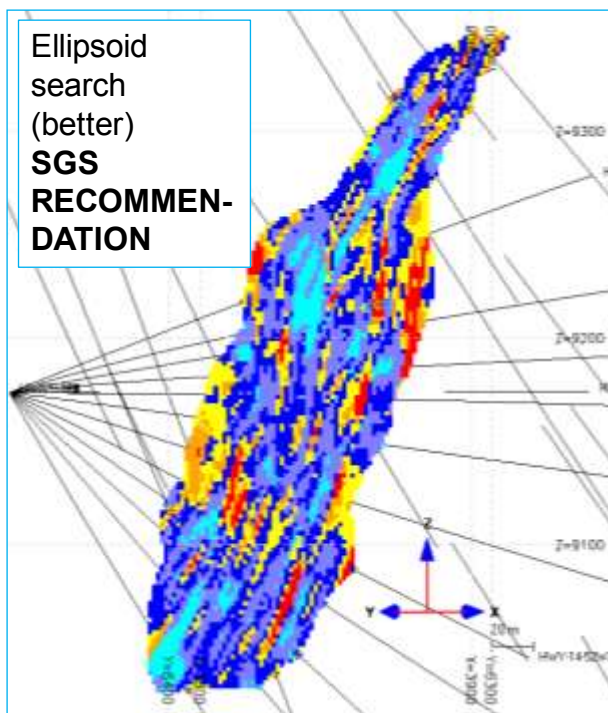 Ellipsoid
search
(better)
SGS
RECOMMEN-
DATION
Z=9300
Z=9200
Z=9100
Z
Y
X
20m